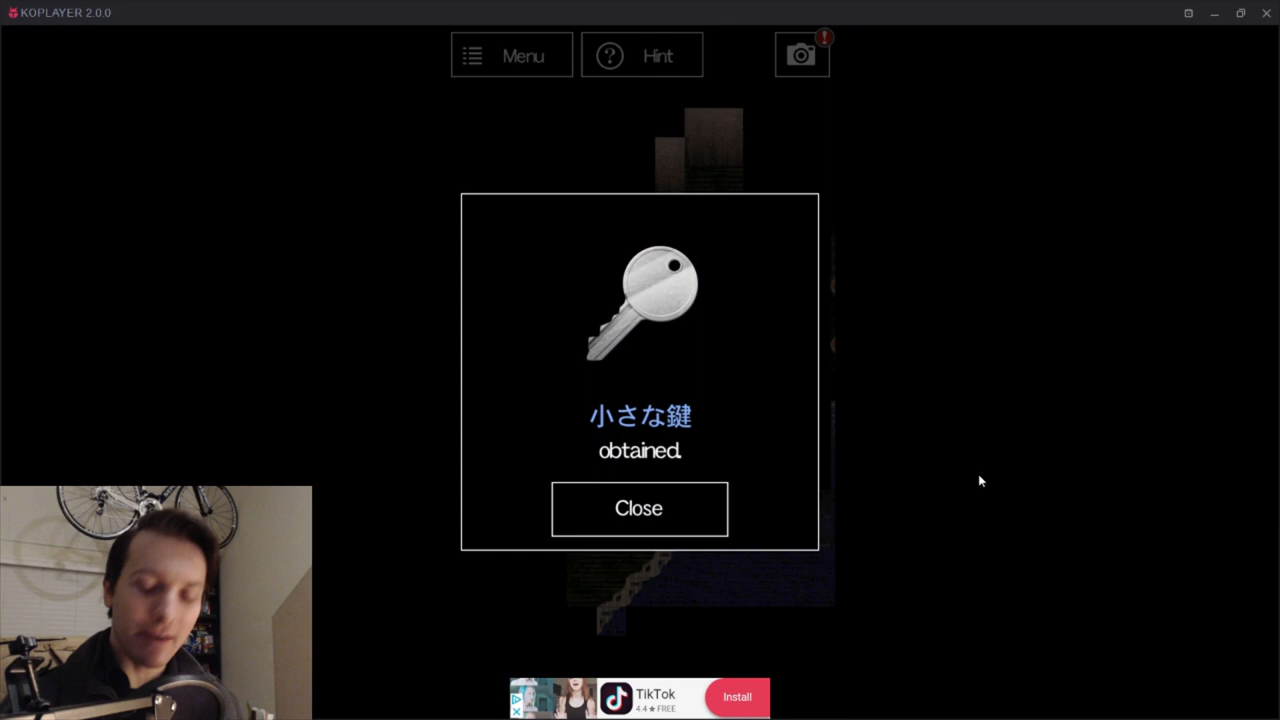 KOPLAYER 2.0.0
Menu
? Hint
!
小さな鍵
obtained.
Close
TikTok
4.4 ★ FREE
Install